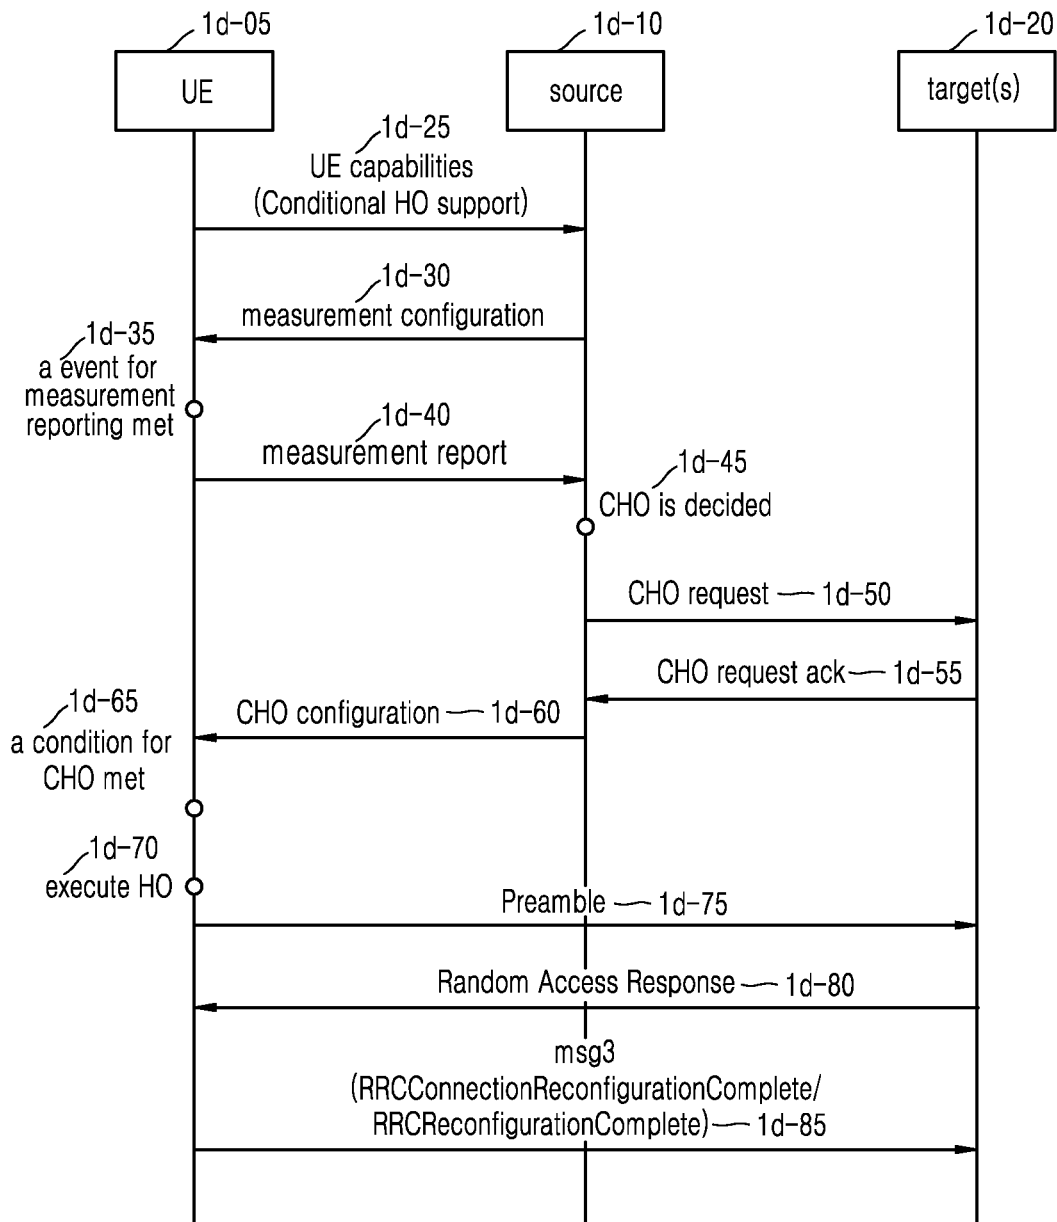 1d-05
1d-10
1d-20
UE
source
target(s)
1d-25
UE capabilities
(Conditional HO support)
1d-30
measurement configuration
1d-35
a event for
measurement
reporting met
1d-40
measurement report
1d-45
CHO is decided
CHO request 1d-50
CHO request ack 1d-55
CHO configuration 1d-60
1d-65
a condition for
CHO met
1d-70
execute HO
Preamble 1d-75
Random Access Response 1d-80
msg3
(RRCConnectionReconfigurationComplete/
RRCReconfigurationComplete) 1d-85